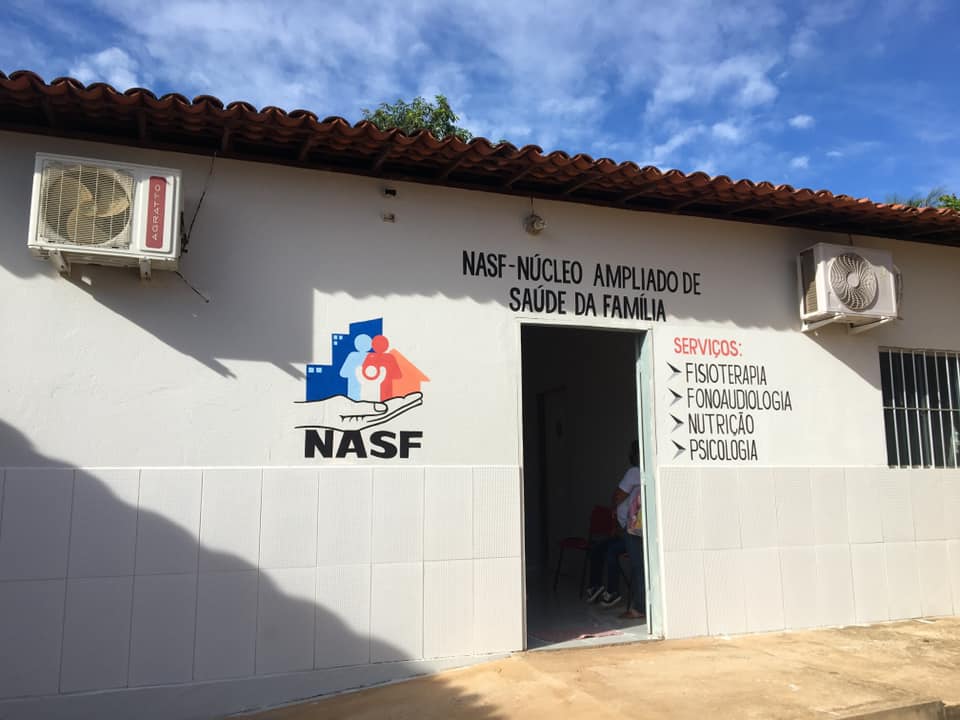 AGRATTO
NASF-NÚCLEO AMPLIADO DE
SAÚDE DA FAMÍLIA
NASF
SERVIÇOS:
➢ FISIOTERAPIA
➢ FONOAUDIOLOGIA
➢ NUTRIÇÃO
➢ PSICOLOGIA